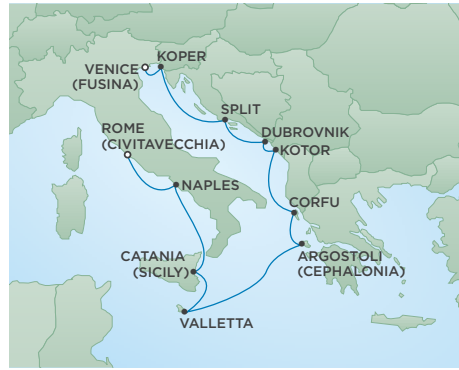 KOPER
VENICE
(FUSINA)
SPLIT
DUBROVNIK
KOTOR
ROME
(CIVITAVECCHIA)
NAPLES
CORFU
CATANIA
(SICILY)
ARGOSTOLI
(CEPHALONIA)
VALLETTA